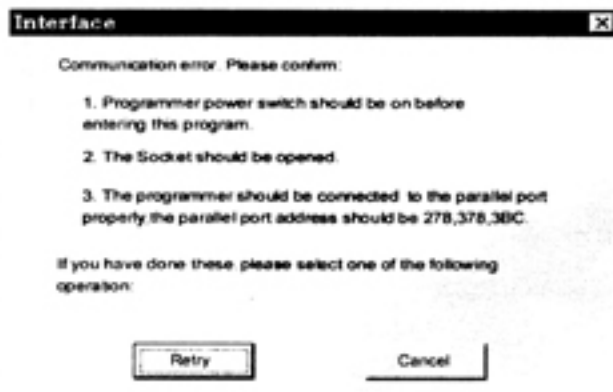 Interface
Communication error. Please confirm:
1. Programmer power switch should be on before
entering this program.
2. The Socket should be opened.
3. The programmer should be connected to the parallel port
properly,the parallel port address should be 278,378,3BC.
If you have done these please select one of the following
operation:
Retry
Cancel